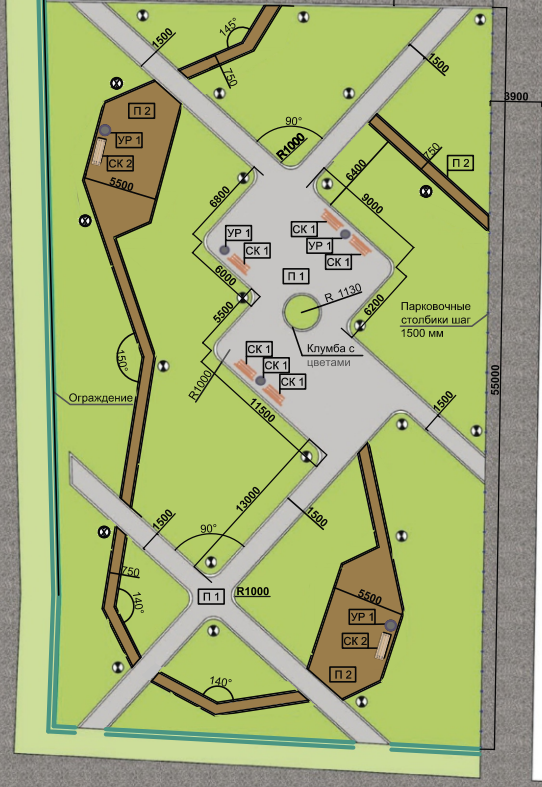 145°
1500
750
1500
3900
П 2
90°
R1000
УР 1
СК 2
5500
6400
750
П 2
6800
9000
УР 1
СК 1
СК 1
УР 1
СК 1
П 1
6000
R 1130
5500
6200
Парковочные
столбики шаг
1500 мм
Клумба с
цветами
СК 1
СК 1
СК 1
150°
R1000
55000
Ограждение
11500
1500
13000
1500
90°
1500
750
140°
П 1
R1000
5500
УР 1
СК 2
П 2
140°